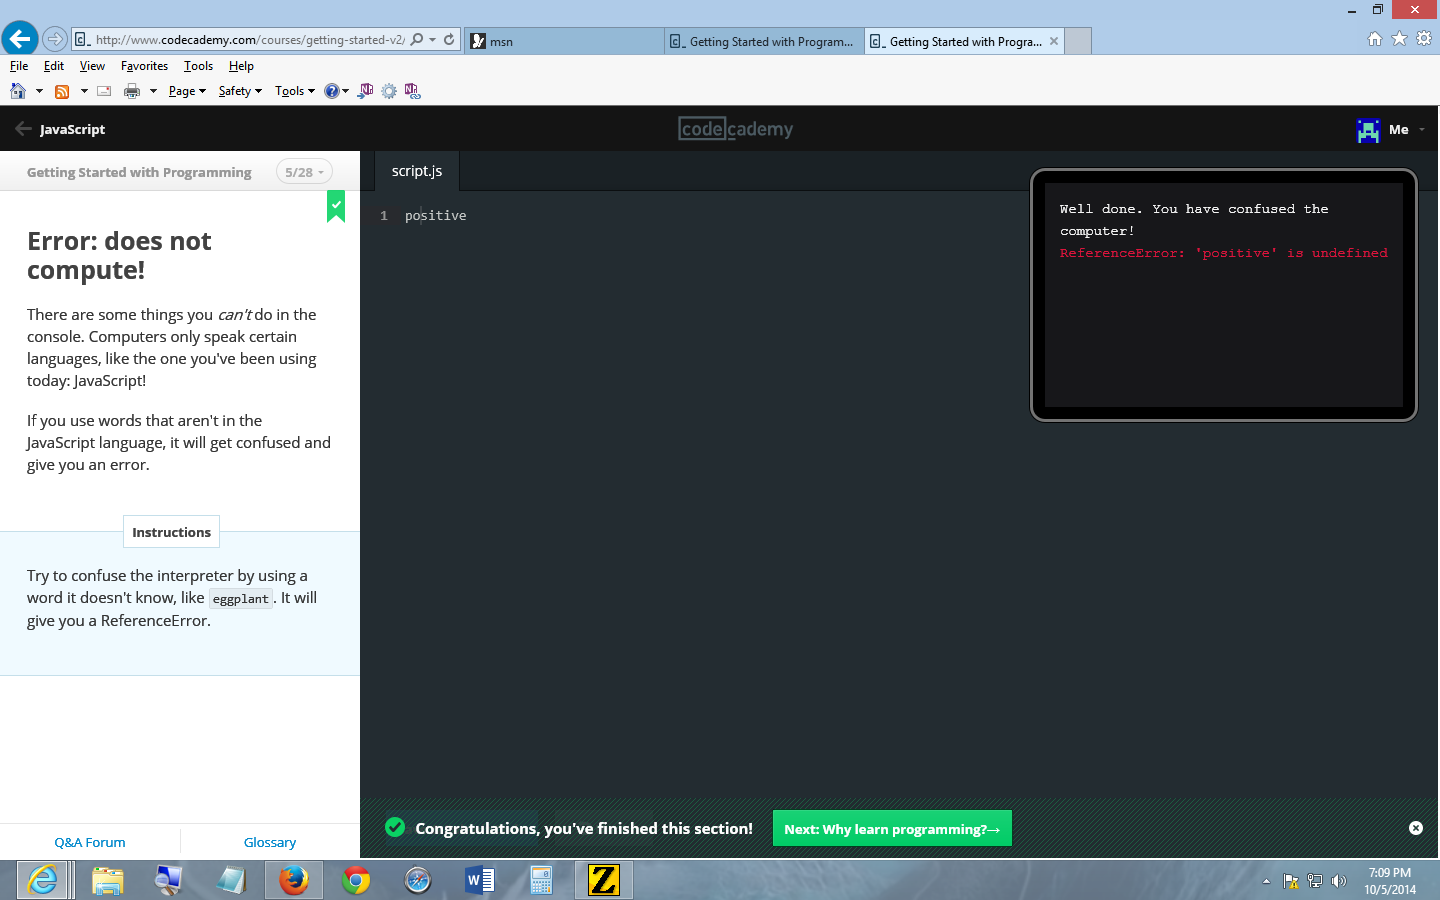 http://www.codecademy.com/courses/getting-started-v2/
msn
Getting Started with Program...
Getting Started with Progra...
File Edit View Favorites Tools Help
Page Safety Tools
JavaScript
codecademy
Me
Getting Started with Programming
5/28
script.js
Error: does not
compute!
There are some things you can't do in the
console. Computers only speak certain
languages, like the one you've been using
today: JavaScript!
If you use words that aren't in the
JavaScript language, it will get confused and
give you an error.
Instructions
Try to confuse the interpreter by using a
word it doesn't know, like eggplant. It will
give you a ReferenceError.
Q&A Forum
Glossary
1 positive
Well done. You have confused the
computer!
ReferenceError: 'positive' is undefined
Congratulations, you've finished this section!
Next: Why learn programming?→
7:09 PM
10/5/2014